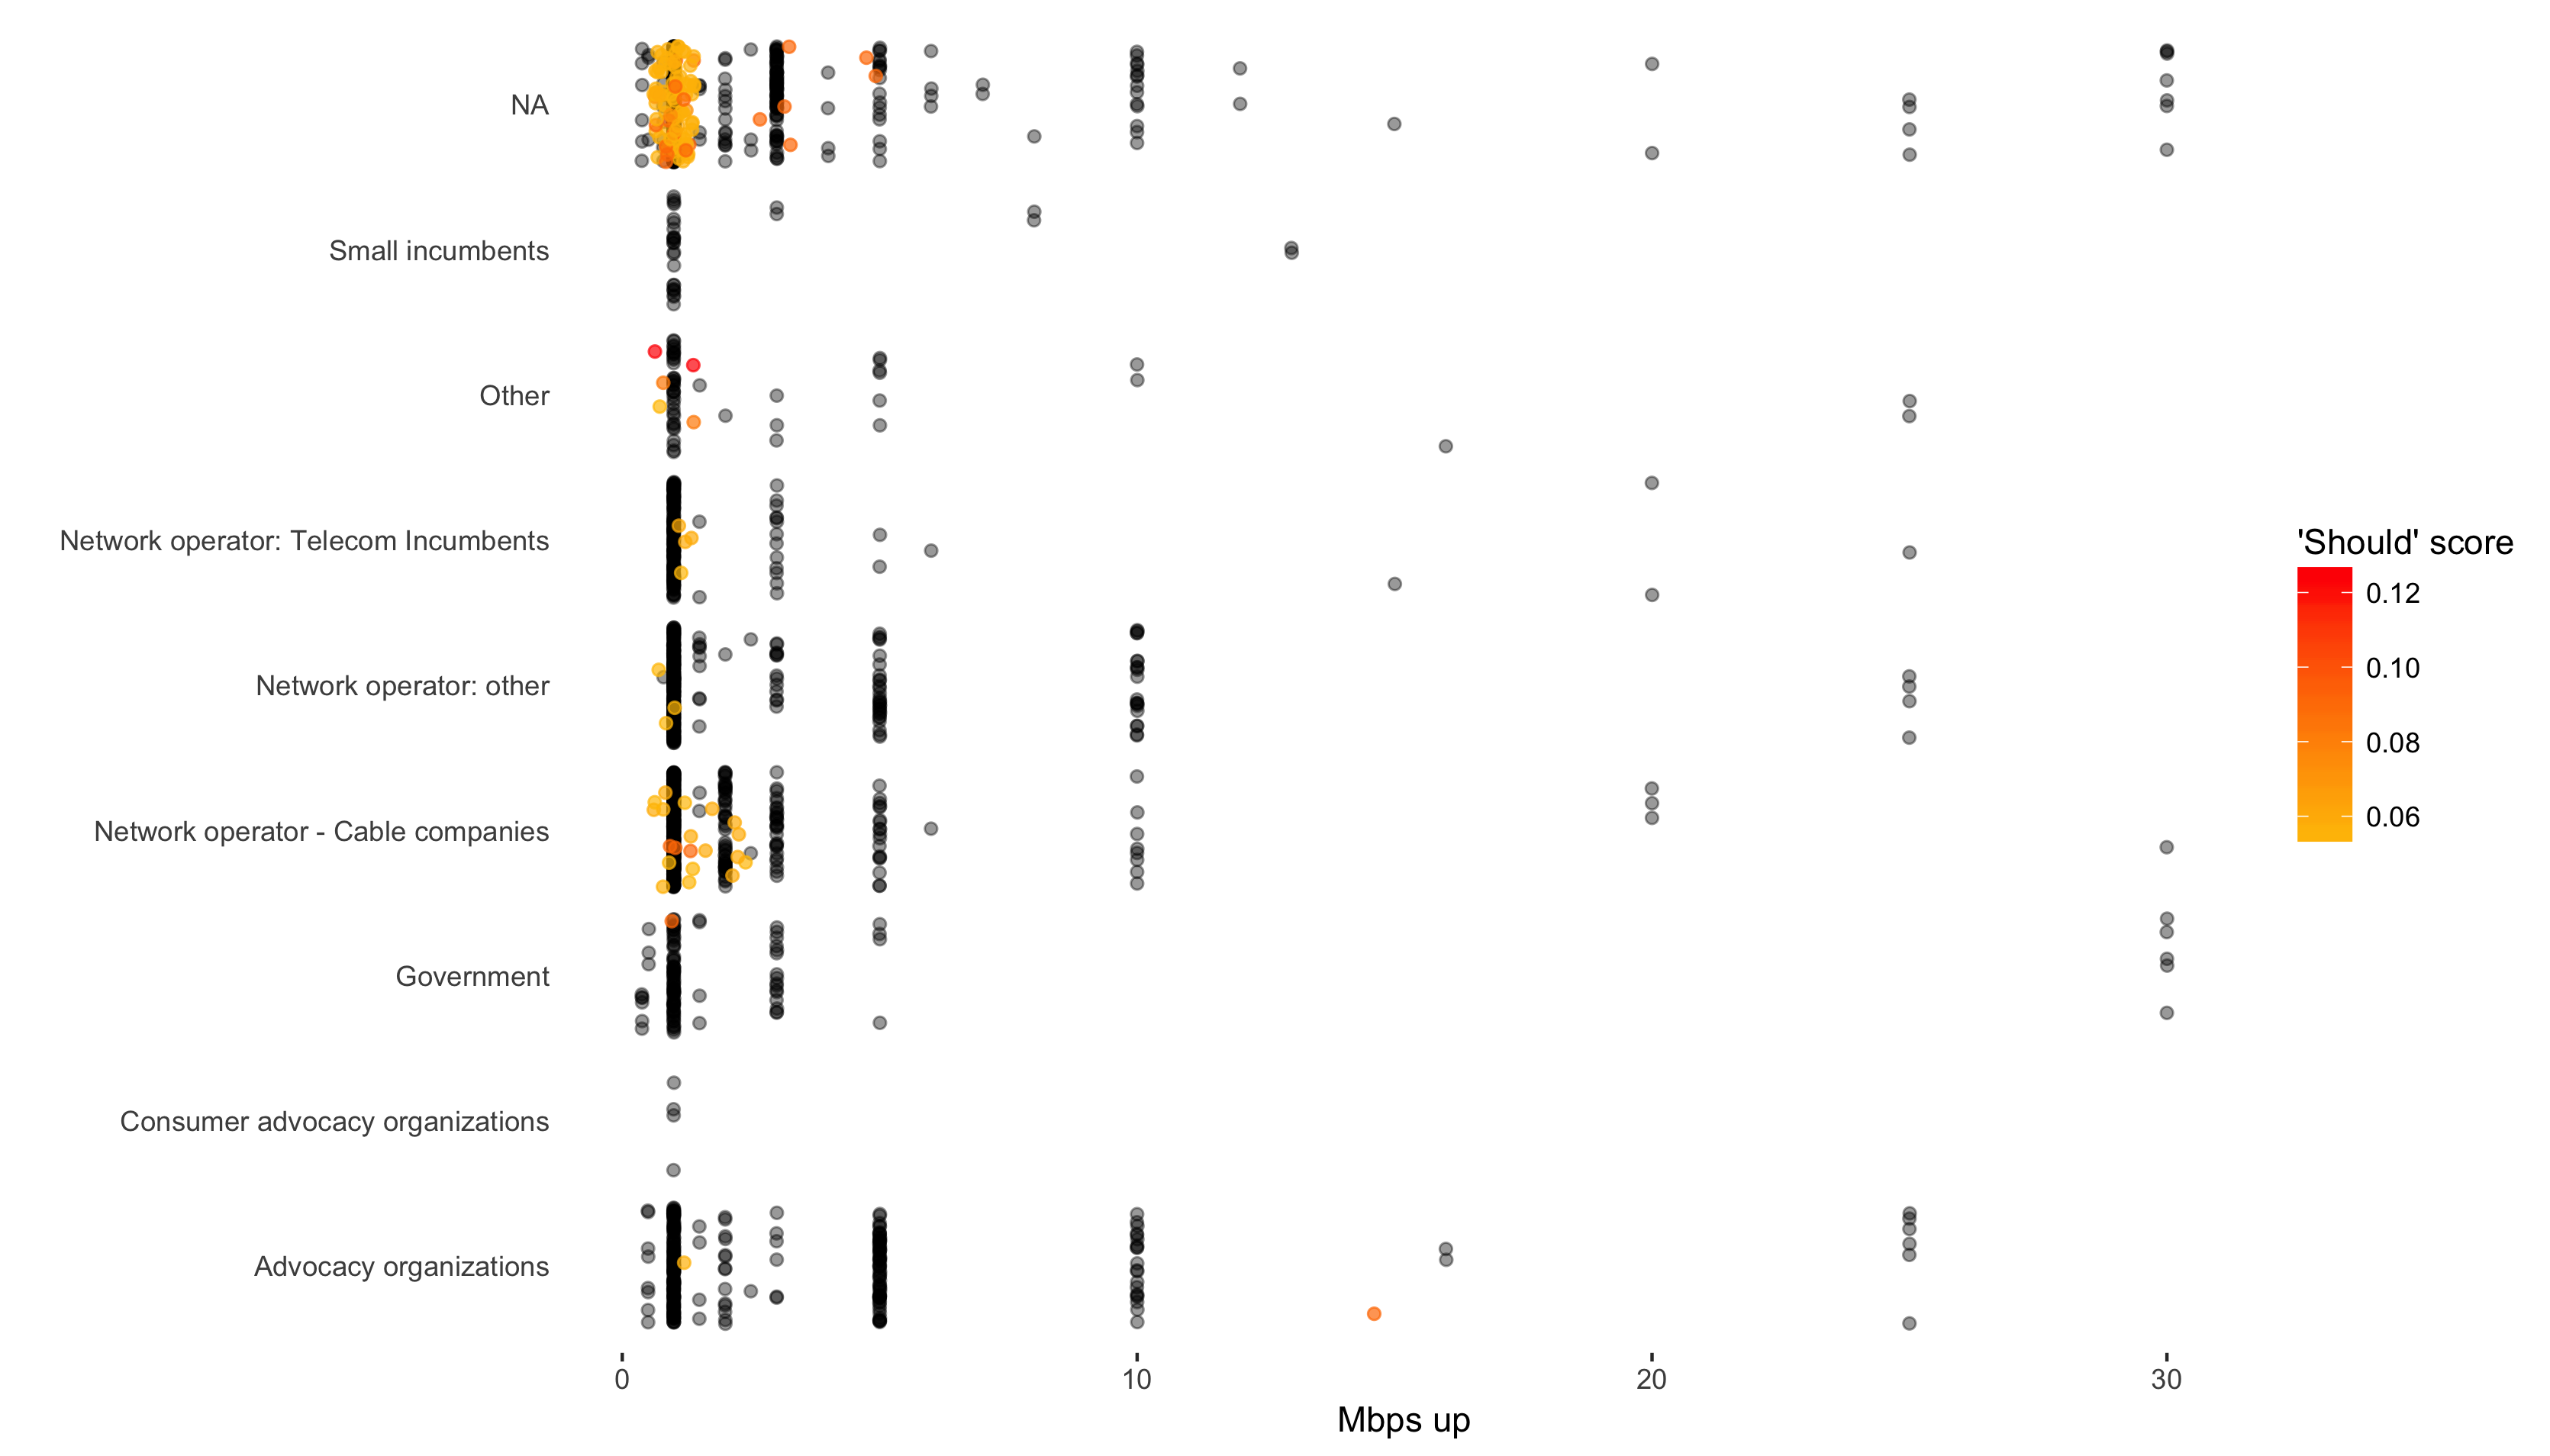 NA
Small incumbents
Other
Network operator: Telecom Incumbents
Network operator: other
Network operator - Cable companies
Government
Consumer advocacy organizations
Advocacy organizations
0
10
20
30
Mbps up
'Should' score
0.12
0.10
0.08
0.06